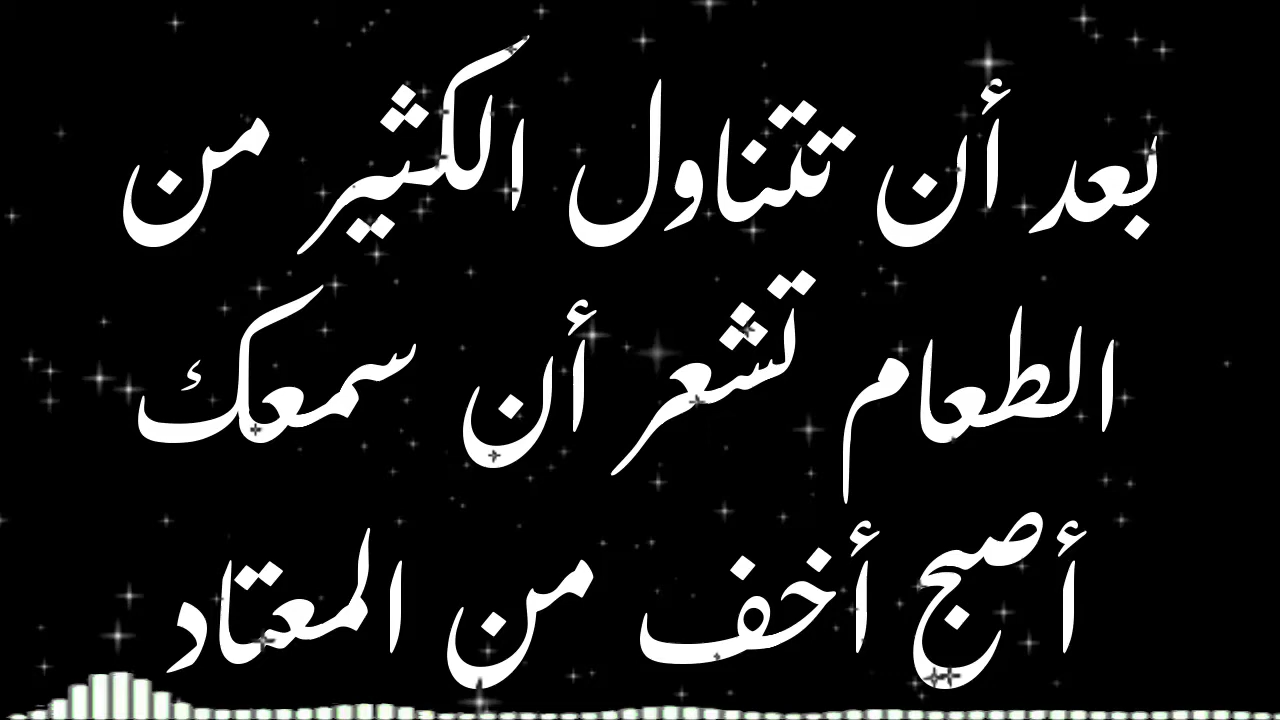 بعد أن تتناول الكثير من
الطعام تشعر أن سمعك
أصبح أخف من المعتاد